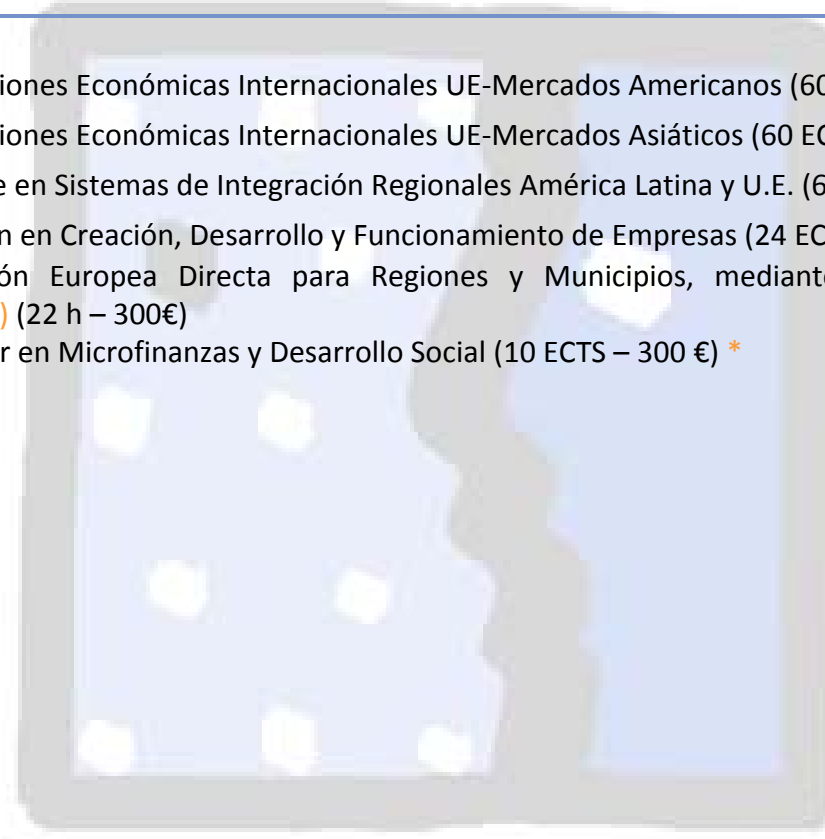 iones Económicas Internacionales UE-Mercados Americanos (60
iones Económicas Internacionales UE-Mercados Asiáticos (60 EC
e en Sistemas de Integración Regionales América Latina y U.E. (6
n en Creación, Desarrollo y Funcionamiento de Empresas (24 EC
ón Europea Directa para Regiones y Municipios, mediante
) (22 h – 300€)
r en Microfinanzas y Desarrollo Social (10 ECTS – 300 €) *